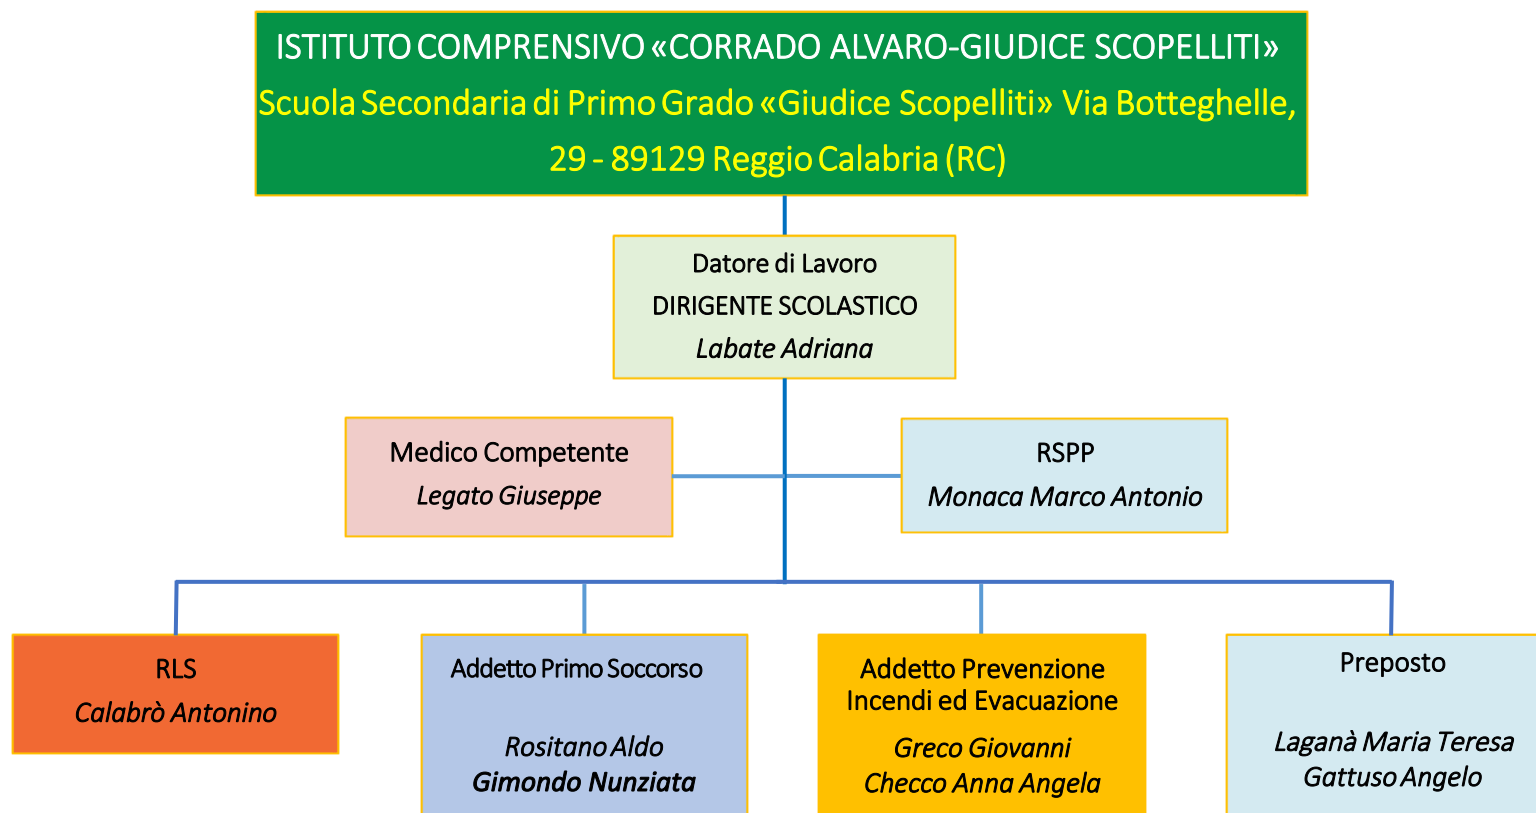 ISTITUTO COMPRENSIVO «CORRADO ALVARO-GIUDICE SCOPELLITI»
Scuola Secondaria di Primo Grado «Giudice Scopelliti» Via Botteghelle,
29 - 89129 Reggio Calabria (RC)
Datore di Lavoro
DIRIGENTE SCOLASTICO
Labate Adriana
Medico Competente
Legato Giuseppe
RSPP
Monaca Marco Antonio
RLS
Calabrò Antonino
Addetto Primo Soccorso
Rositano Aldo
Gimondo Nunziata
Addetto Prevenzione
Incendi ed Evacuazione
Greco Giovanni
Checco Anna Angela
Preposto
Laganà Maria Teresa
Gattuso Angelo